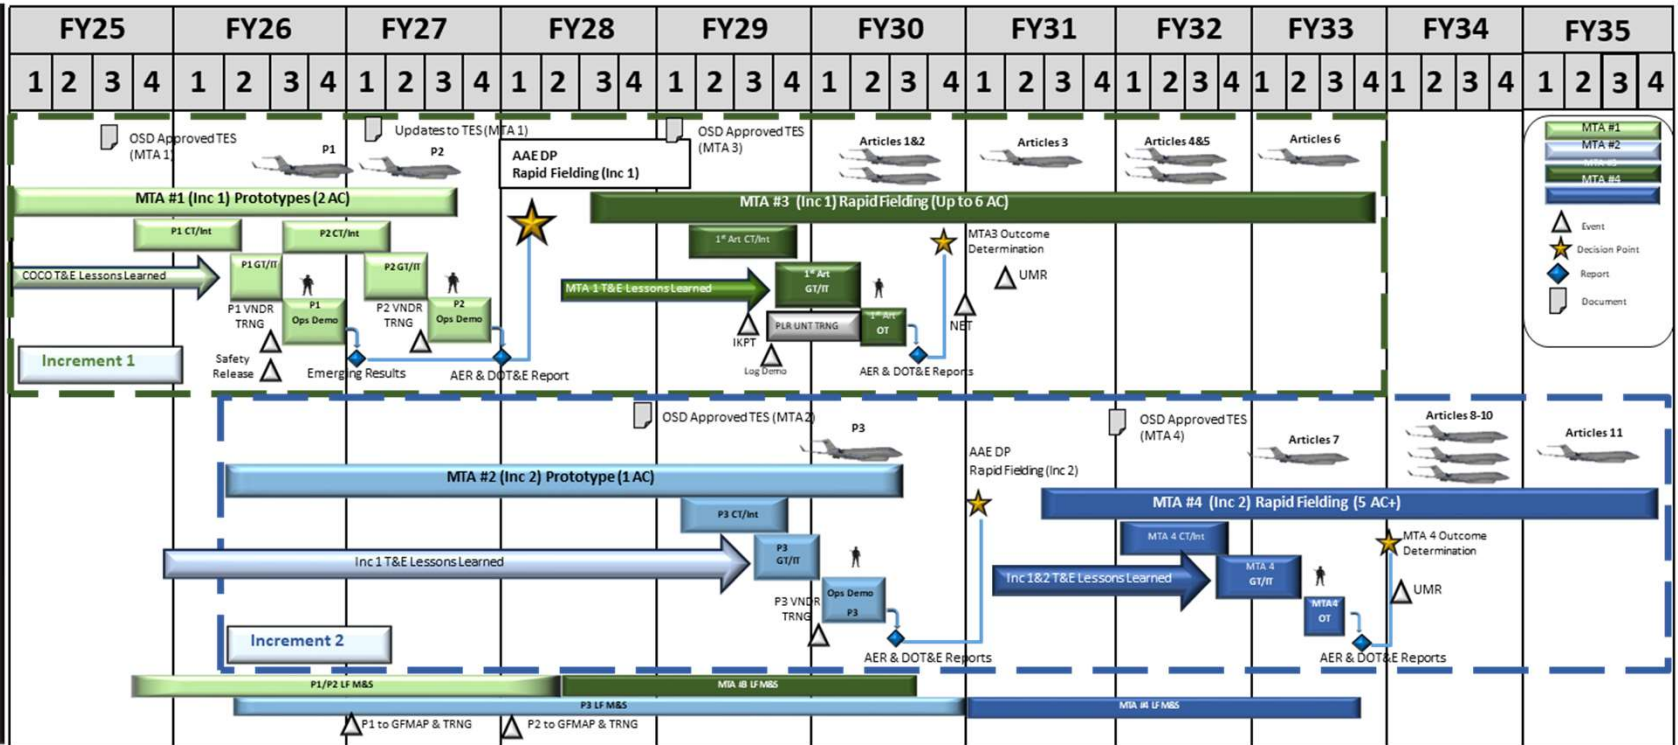 FY25 FY26 FY27 FY28 FY29 FY30 FY31 FY32 FY33 FY34 FY35
1 2 3 4 1 2 3 4 1 2 3 4 1 2 3 4 1 2 3 4 1 2 3 4 1 2 3 4 1 2 3 4 1 2 3 4 1 2 3 4 1 2 3 4
OSD Approved TES
(MTA 1)
P1
Updates to TES (MTA 1)
P2
AAE DP
Rapid Fielding (Inc 1)
OSD Approved TES
(MTA 3)
Articles 1&2
Articles 3
Articles 4&5
Articles 6
MTA #1
MTA #2
MTA #4
Event
Decision Point
Report
Document
MTA #1 (Inc 1) Prototypes (2 AC)
MTA #3 (Inc 1) Rapid Fielding (Up to 6 AC)
P1 CT/Int
P2 CT/Int
1st Art CT/Int
MTA3 Outcome
Determination
COCO T&E Lessons Learned
P1 GT/IT
P2 GT/IT
MTA 1 T&E Lessons Learned
1st Art
GT/IT
UMR
P1 VNDR
TRNG
P1
Ops Demo
P2 VNDR
TRNG
P2
Ops Demo
IKPT
PLR UNT TRNG
1st Art
OT
NET
Safety
Release
Emerging Results
AER & DOT&E Report
Log Demo
AER & DOT&E Reports
Increment 1
OSD Approved TES (MTA 2)
P3
AAE DP
Rapid Fielding (Inc 2)
OSD Approved TES
(MTA 4)
Articles 7
Articles 8-10
Articles 11
MTA #2 (Inc 2) Prototype (1 AC)
MTA #4 (Inc 2) Rapid Fielding (5 AC+)
P3 CT/Int
MTA 4 CT/Int
MTA 4 Outcome
Determination
Inc 1 T&E Lessons Learned
P3
GT/IT
Inc 1&2 T&E Lessons Learned
MTA 4
GT/IT
UMR
P3 VNDR
TRNG
Ops Demo
P3
MTA4
OT
Increment 2
AER & DOT&E Reports
AER & DOT&E Reports
P1/P2 LF M&S
MTA #3 LF M&S
P3 LF M&S
MTA #4 LF M&S
P1 to GFMAP & TRNG
P2 to GFMAP & TRNG